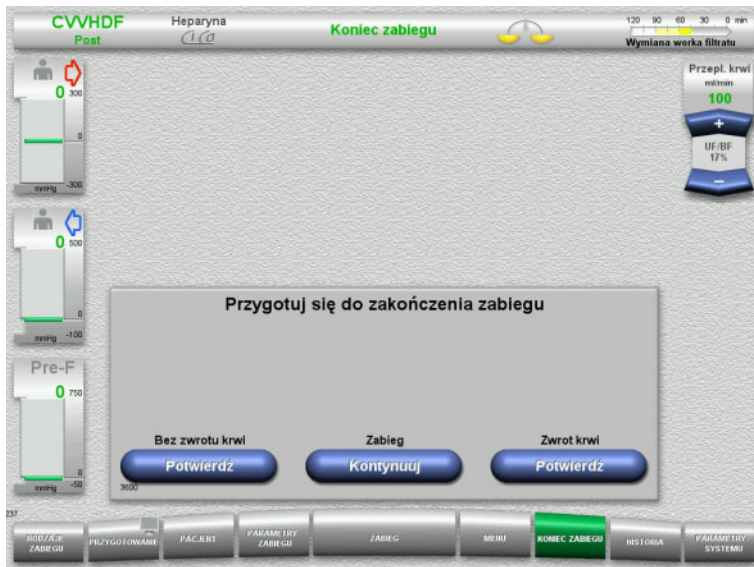 CVVHDF
Post
Heparyna
Cica
Koniec zabiegu
120 90 60 30 0 min
Wymiana worka filtratu
0
300
0
mmHg -300
0
500
0
mmHg -100
Pre-F
0
750
0
mmHg -50
Przepł. krwi
ml/min
100
+
UF/BF
17%
–
Przygotuj się do zakończenia zabiegu
Bez zwrotu krwi Zabieg Zwrot krwi
Potwierdź Kontynuuj Potwierdź
3600
237
RODZAJE ZABIEGU
PRZYGOTOWANIE
PACJENT
PARAMETRY ZABIEGU
ZABIEG
MENU
KONIEC ZABIEGU
HISTORIA
PARAMETRY SYSTEMU